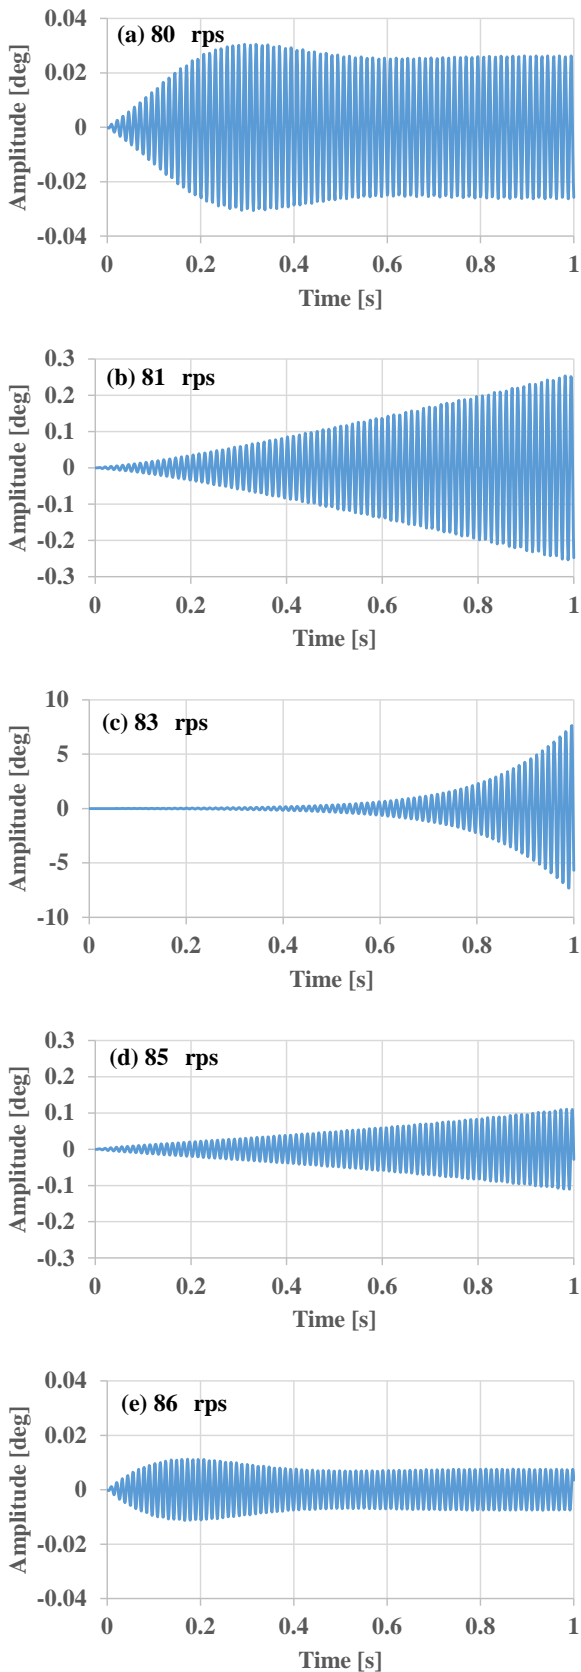 (a) 80 rps
Amplitude [deg]
0.04
0.02
0
-0.02
-0.04
0 0.2 0.4 0.6 0.8 1
Time [s]
(b) 81 rps
Amplitude [deg]
0.3
0.2
0.1
0
-0.1
-0.2
-0.3
0 0.2 0.4 0.6 0.8 1
Time [s]
(c) 83 rps
Amplitude [deg]
10
5
0
-5
-10
0 0.2 0.4 0.6 0.8 1
Time [s]
(d) 85 rps
Amplitude [deg]
0.3
0.2
0.1
0
-0.1
-0.2
-0.3
0 0.2 0.4 0.6 0.8 1
Time [s]
(e) 86 rps
Amplitude [deg]
0.04
0.02
0
-0.02
-0.04
0 0.2 0.4 0.6 0.8 1
Time [s]